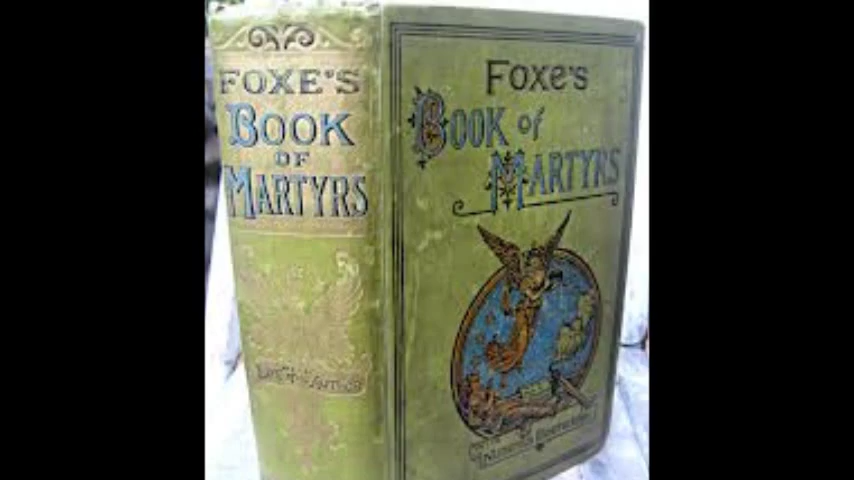 FOXE'S
BOOK
OF
MARTYRS
FOXE'S
BOOK of
MARTYRS